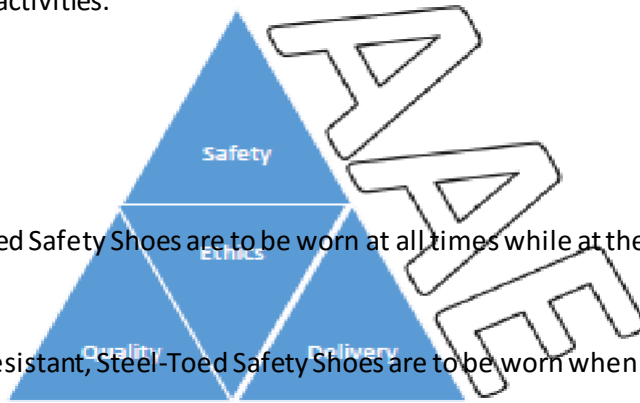 activities.
AAE
Safety
ed Safety Shoes are to be worn at all times while at the
Ethics
Quality Delivery
esistant, Steel-Toed Safety Shoes are to be worn when